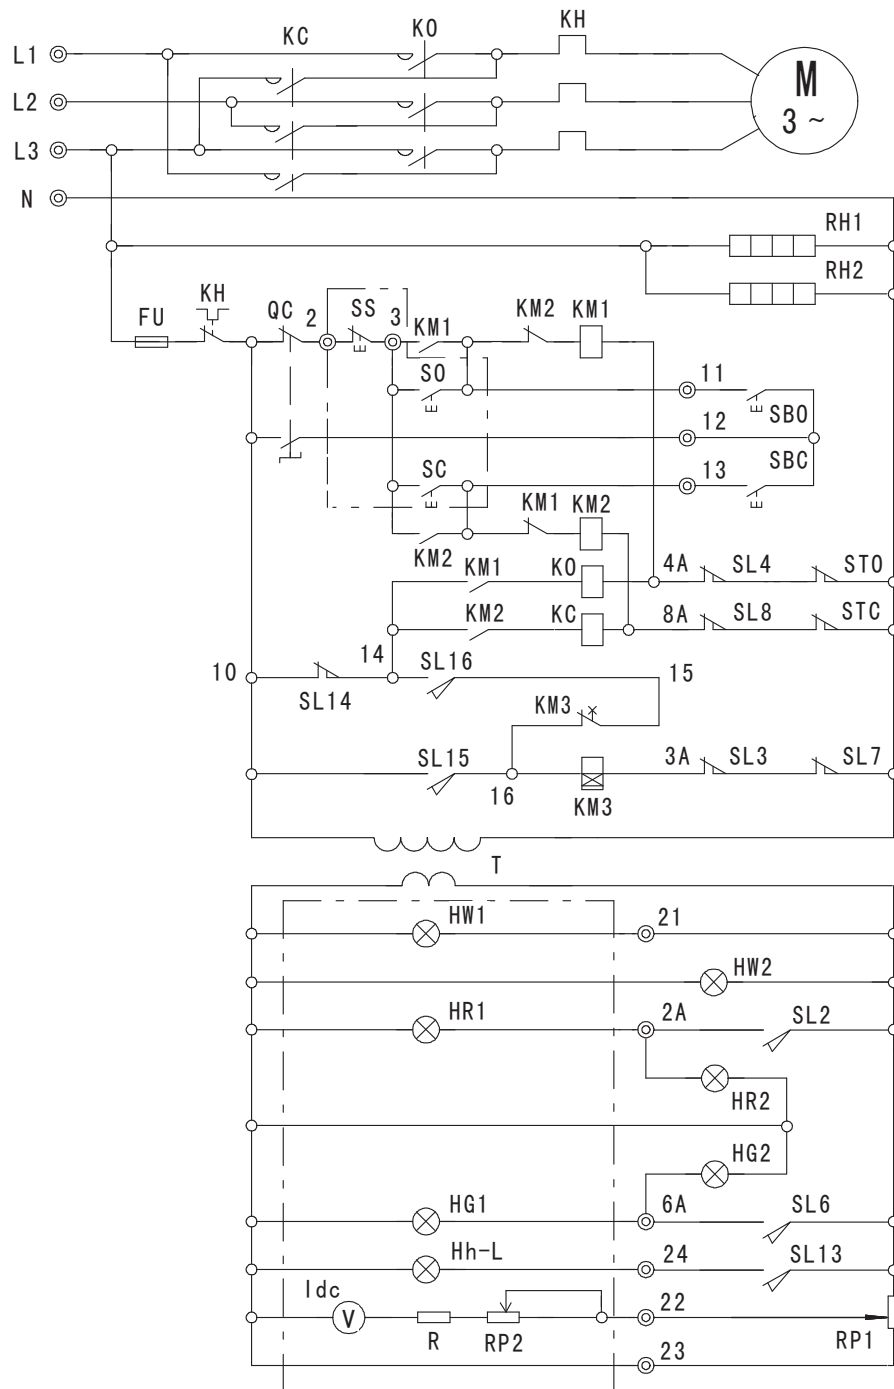 KC KO KH
L1
L2
L3
N
M
3 ~
RH1
RH2
KH
FU QC 2 SS 3 KM1 KM2 KM1
SO 11
SBO
12
SC 13 SBC
KM1 KM2
KM2
KM1 KO 4A SL4 STO
KM2 KC 8A SL8 STC
10 14 SL16 15
SL14
KM3
SL15 3A SL3 SL7
16
KM3
T
HW1 21
HW2
HR1 2A SL2
HR2
HG2
HG1 6A SL6
Hh-L 24 SL13
Idc
V
22
R RP2 RP1
23